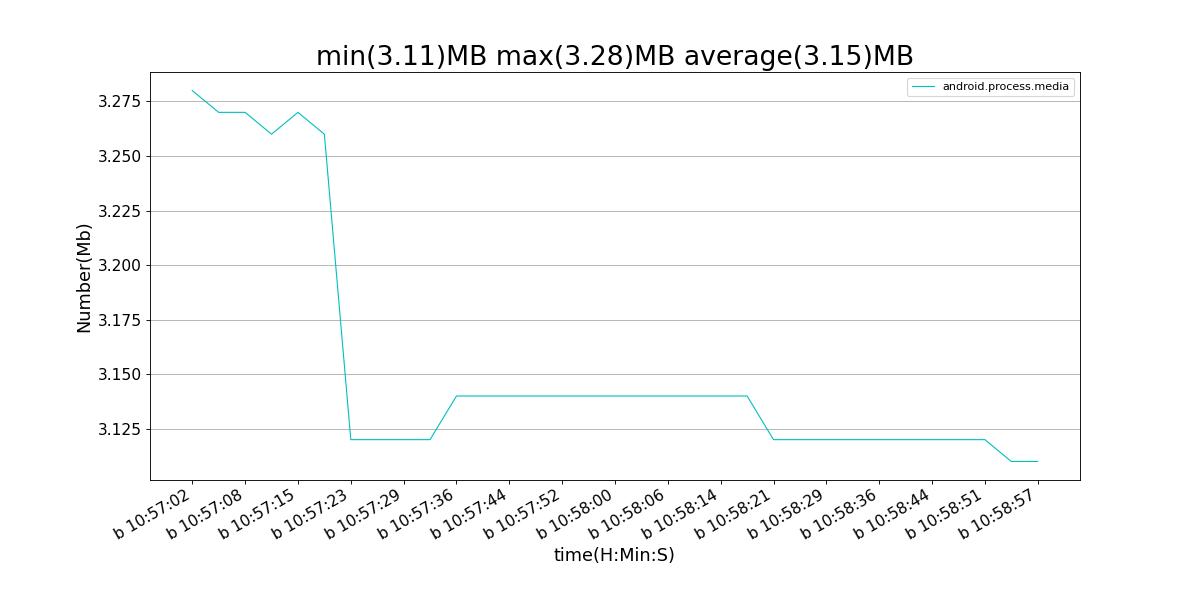 min(3.11)MB max(3.28)MB average(3.15)MB
android.process.media
3.275
3.250
3.225
3.200
3.175
3.150
3.125
Number(Mb)
b 10:57:02
b 10:57:08
b 10:57:15
b 10:57:23
b 10:57:29
b 10:57:36
b 10:57:44
b 10:57:52
b 10:58:00
b 10:58:06
b 10:58:14
b 10:58:21
b 10:58:29
b 10:58:36
b 10:58:44
b 10:58:51
b 10:58:57
time(H:Min:S)